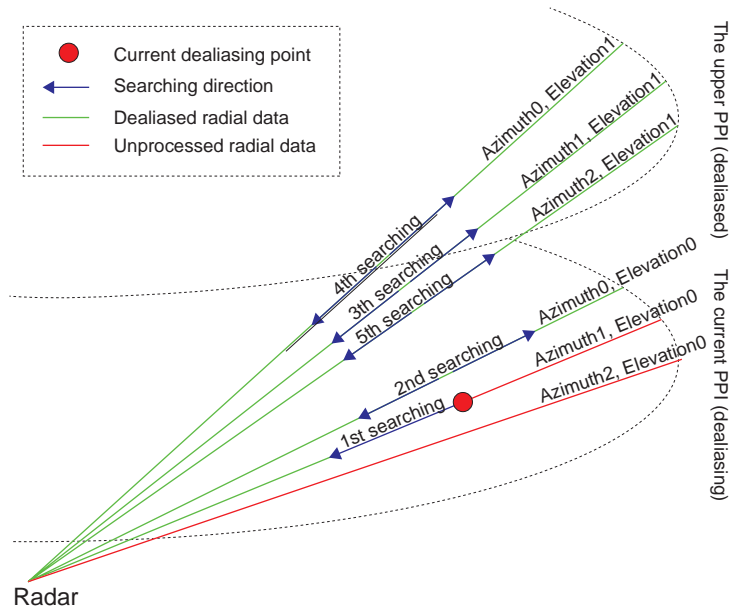 Current dealiasing point
Searching direction
Dealiased radial data
Unprocessed radial data
Azimuth0, Elevation1
Azimuth1, Elevation1
Azimuth2, Elevation1
The upper PPI (dealiased)
4th searching
3th searching
5th searching
Azimuth0, Elevation0
Azimuth1, Elevation0
Azimuth2, Elevation0
The current PPI (dealiasing)
2nd searching
1st searching
Radar